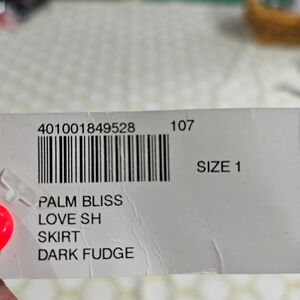 401001849528 107
SIZE 1
PALM BLISS
LOVE SH
SKIRT
DARK FUDGE